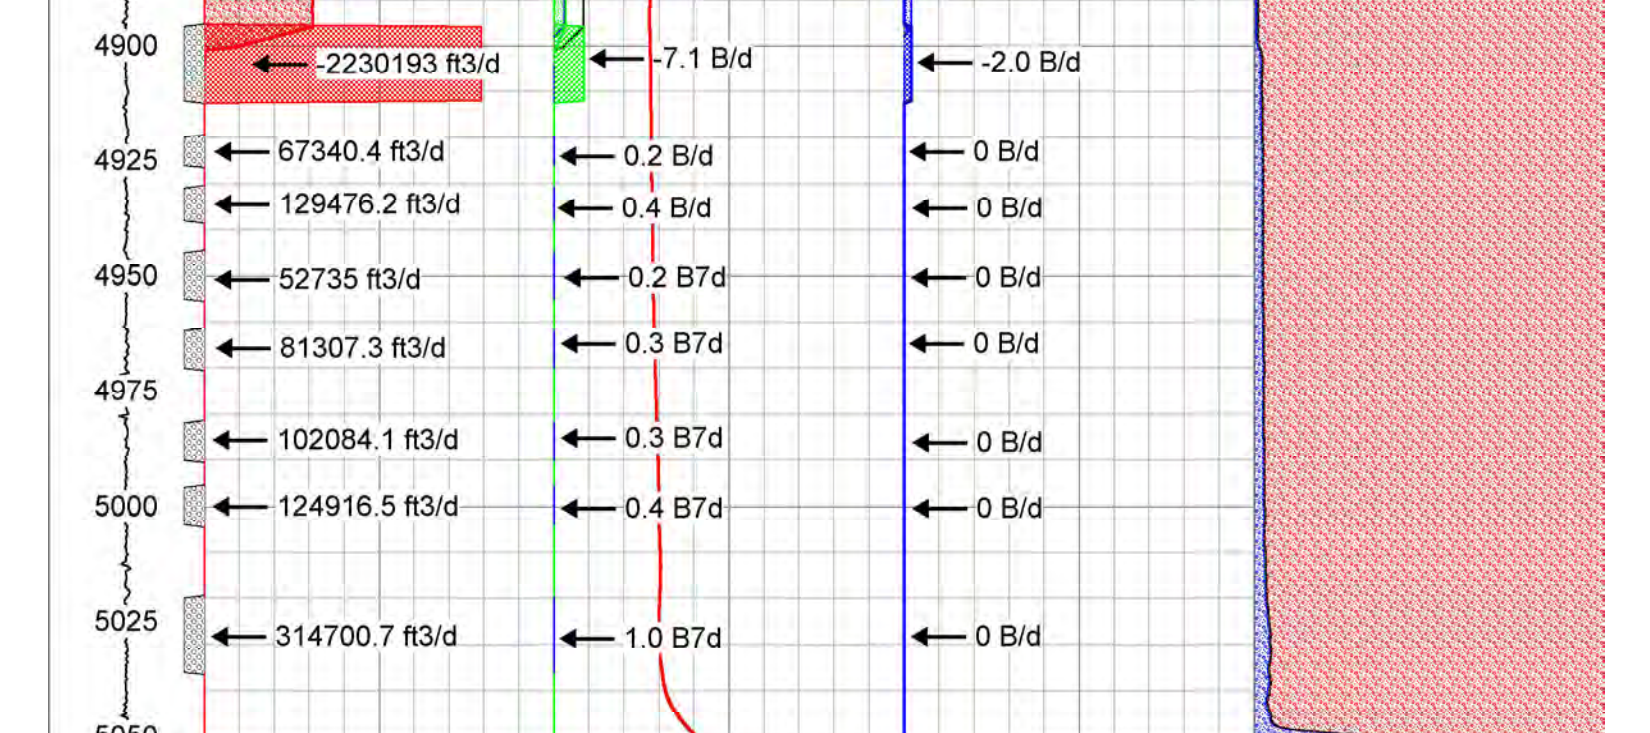 4900
-2230193 ft3/d -7.1 B/d -2.0 B/d
67340.4 ft3/d 0.2 B/d 0 B/d
4925
129476.2 ft3/d 0.4 B/d 0 B/d
4950 52735 ft3/d 0.2 B7d 0 B/d
81307.3 ft3/d 0.3 B7d 0 B/d
4975
102084.1 ft3/d 0.3 B7d 0 B/d
5000 124916.5 ft3/d 0.4 B7d 0 B/d
5025
314700.7 ft3/d 1.0 B7d 0 B/d
5050